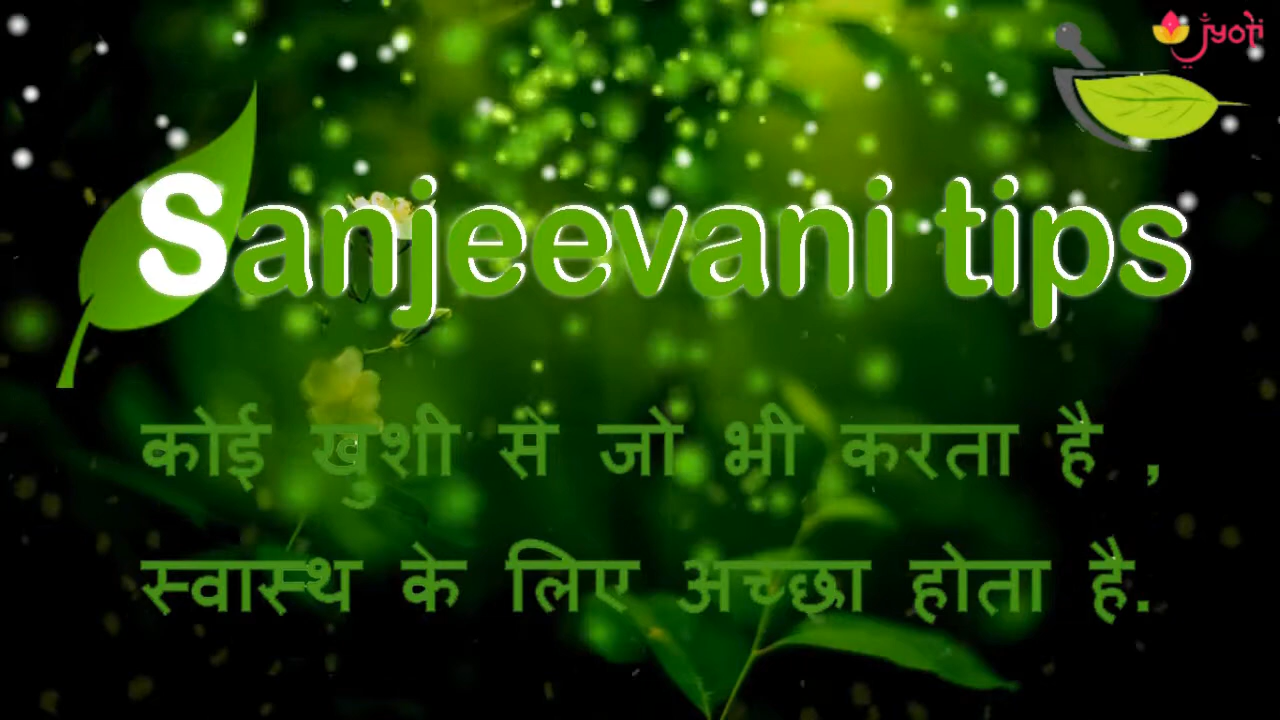 jyoti
Sanjeevani tips
कोई खुशी से जो भी करता है ,
स्वास्थ के लिए अच्छा होता है.